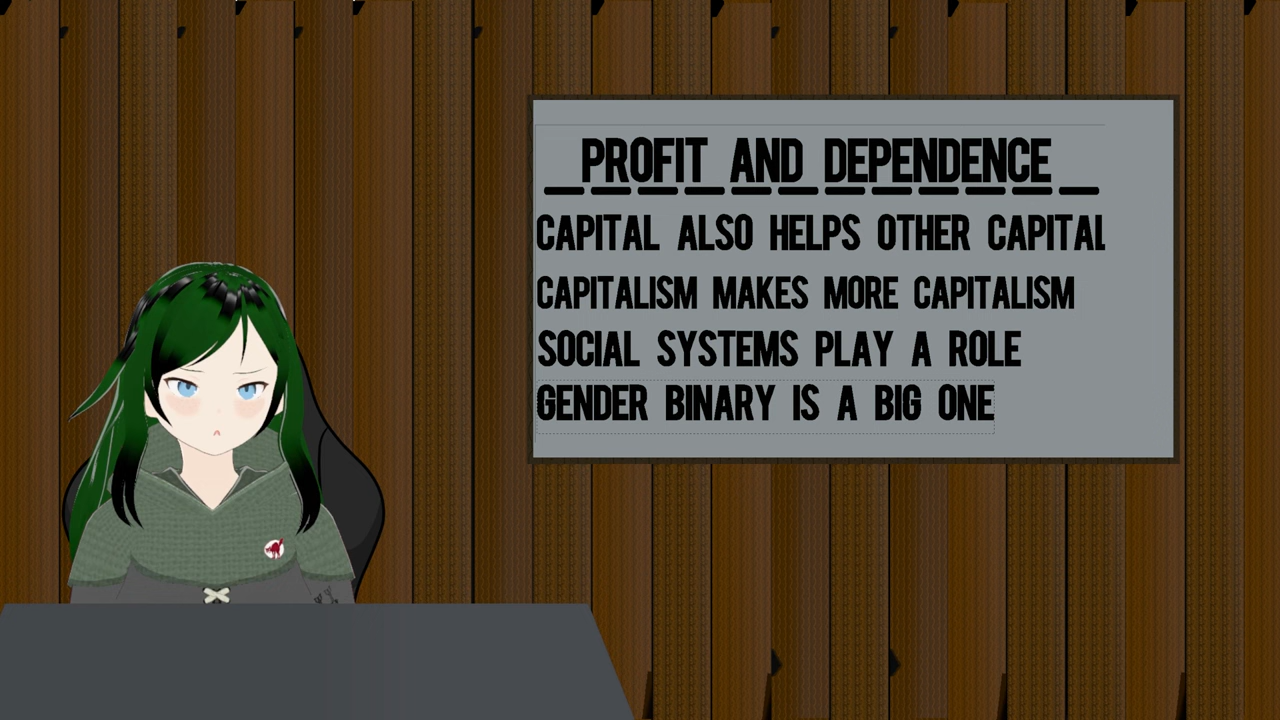 PROFIT AND DEPENDENCE
CAPITAL ALSO HELPS OTHER CAPITAL
CAPITALISM MAKES MORE CAPITALISM
SOCIAL SYSTEMS PLAY A ROLE
GENDER BINARY IS A BIG ONE